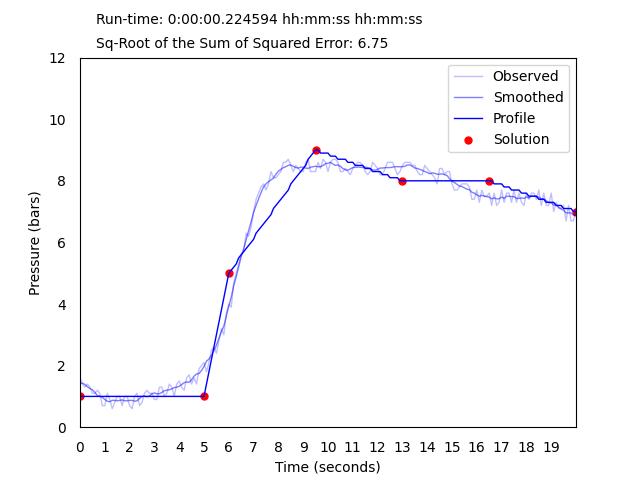 Run-time: 0:00:00.224594 hh:mm:ss hh:mm:ss
Sq-Root of the Sum of Squared Error: 6.75
12
10
8
6
4
2
0
Pressure (bars)
Observed
Smoothed
Profile
Solution
0 1 2 3 4 5 6 7 8 9 10 11 12 13 14 15 16 17 18 19
Time (seconds)